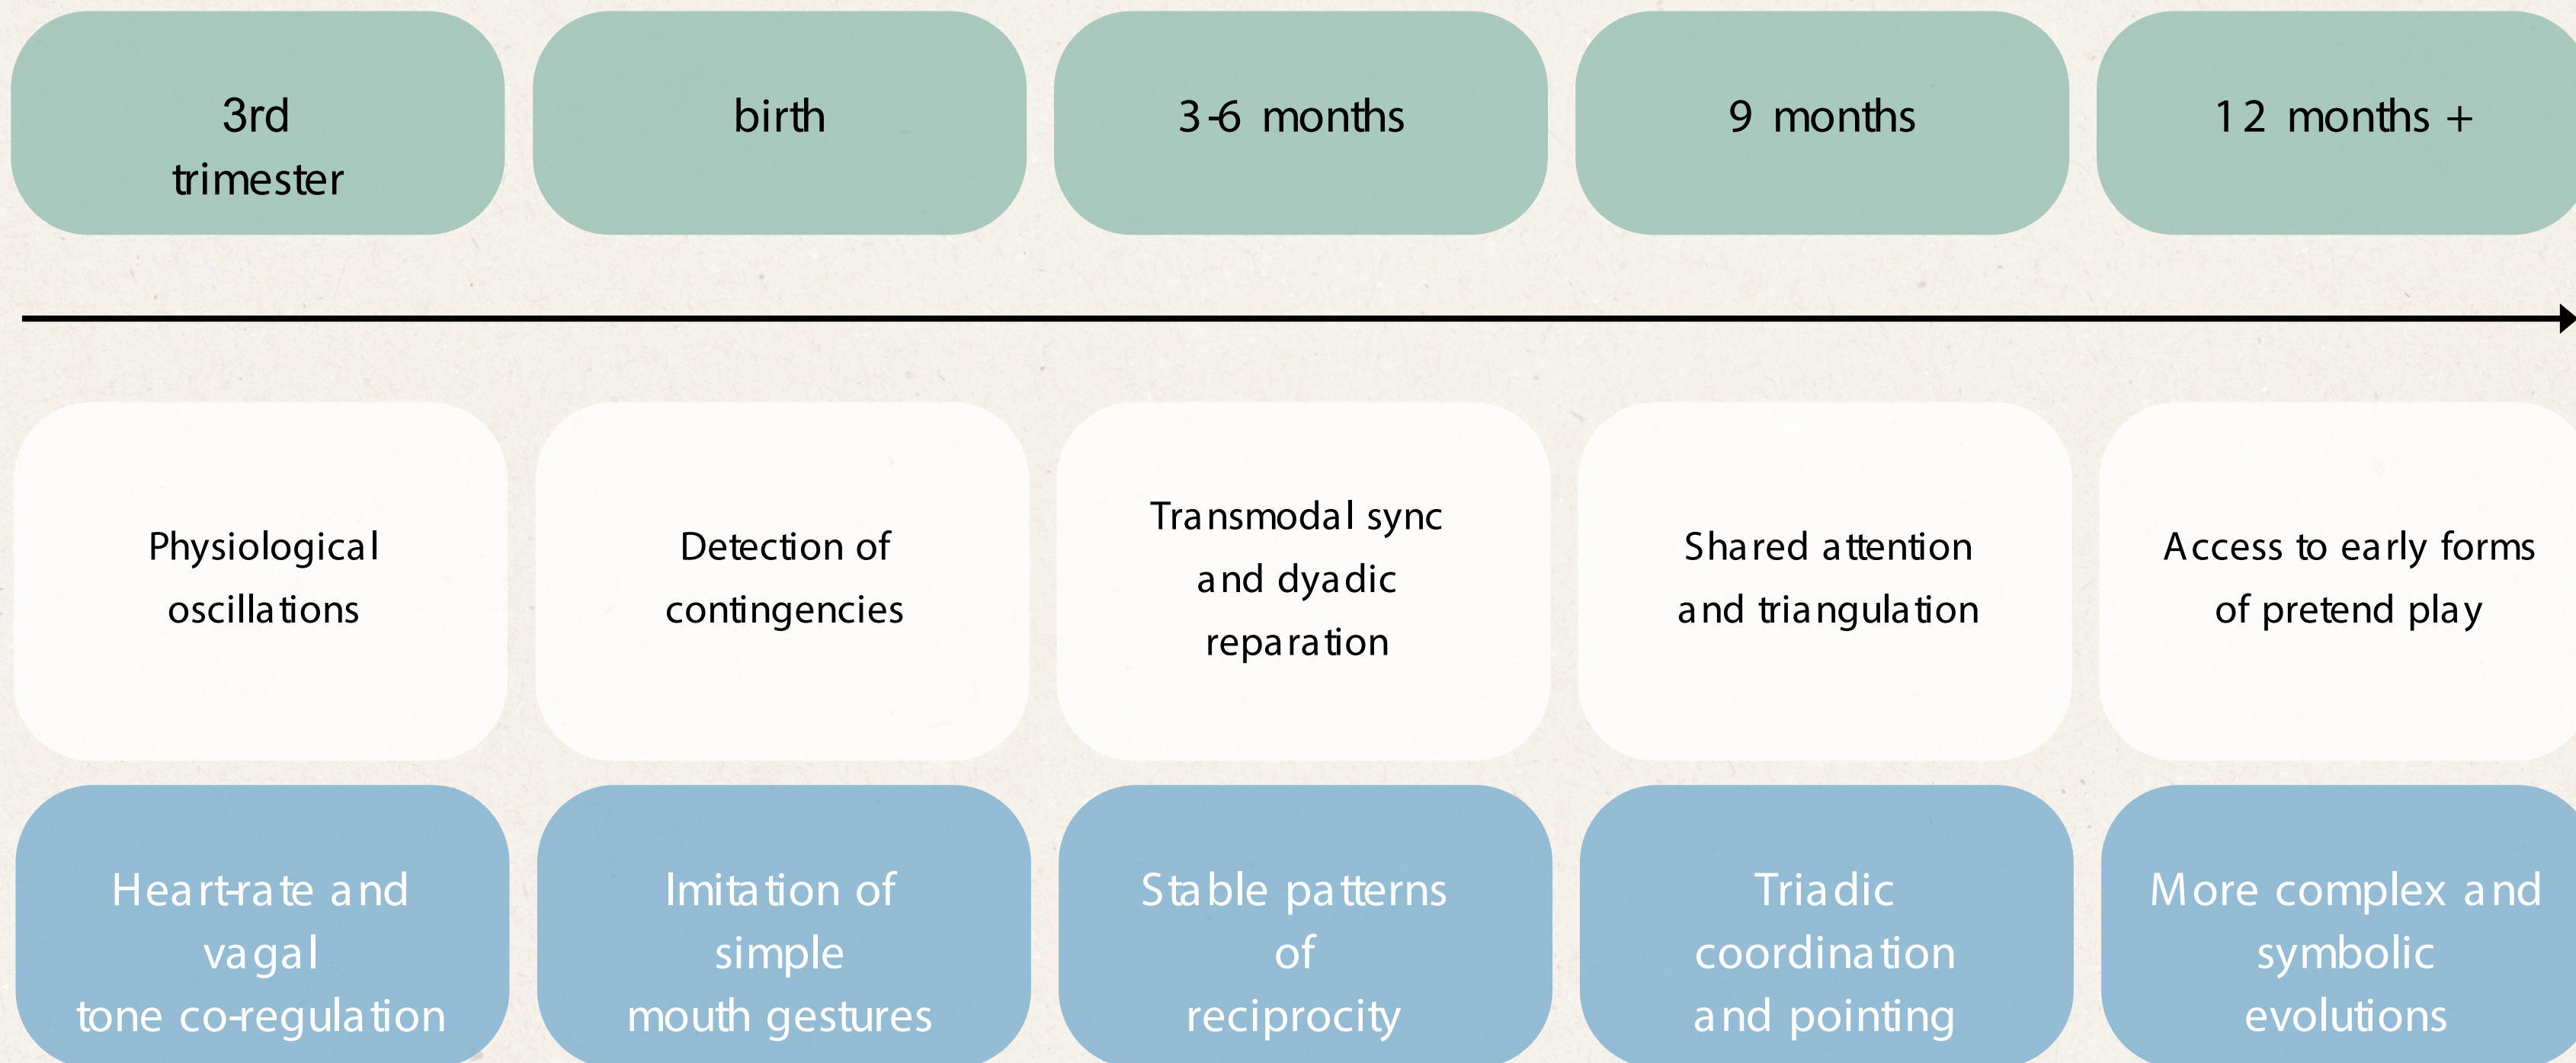 3rd
trimester
birth
3-6 months
9 months
12 months +
Physiological
oscillations
Detection of
contingencies
Transmodal sync
and dyadic
reparation
Shared attention
and triangulation
Access to early forms
of pretend play
Heart-rate and
vagal
tone co-regulation
Imitation of
simple
mouth gestures
Stable patterns
of
reciprocity
Triadic
coordination
and pointing
More complex and
symbolic
evolutions